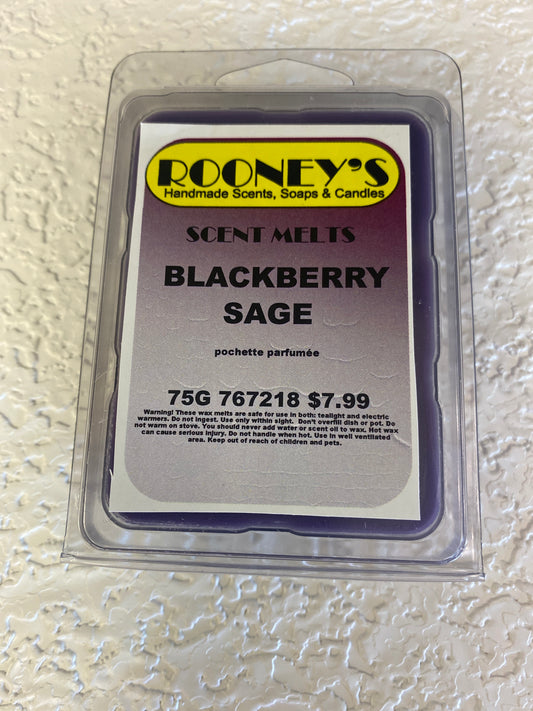 ROONEY'S
Handmade Scents, Soaps & Candles
SCENT MELTS
BLACKBERRY
SAGE
pochette parfumée
75G 767218 $7.99
Warning! These wax melts are safe for use in both: tealight and electric
warmers. Do not ingest. Use only within sight. Don't overfill dish or pot. Do
not warm on stove. You should never add water or scent oil to wax. Hot wax
can cause serious injury. Do not handle when hot. Use in well ventilated
area. Keep out of reach of children and pets.